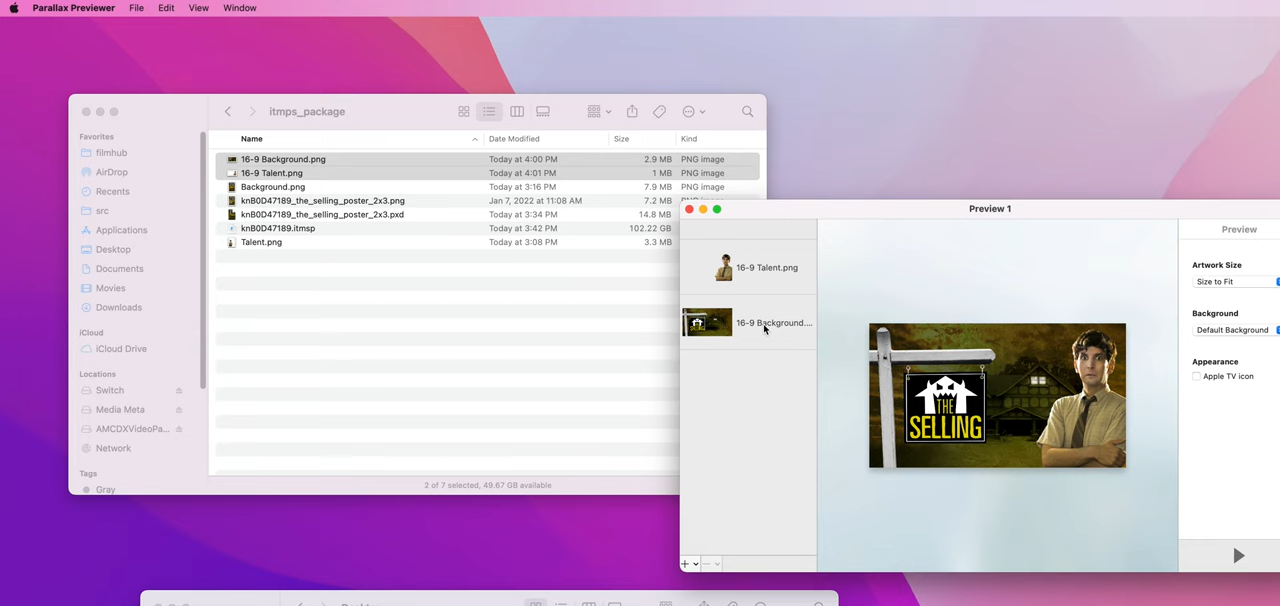 Parallax Previewer File Edit View Window
itmps_package
Favorites
filmhub
AirDrop
Recents
src
Applications
Desktop
Documents
Movies
Downloads
iCloud
iCloud Drive
Locations
Switch
Media Meta
AMCDXVideoPa...
Network
Tags
Gray
Name Date Modified Size Kind
16-9 Background.png Today at 4:00 PM 2.9 MB PNG image
16-9 Talent.png Today at 4:01 PM 1 MB PNG image
Background.png Today at 3:16 PM 7.9 MB PNG image
knB0D47189_the_selling_poster_2x3.png Jan 7, 2022 at 11:08 AM 7.2 MB
knB0D47189_the_selling_poster_2x3.pxd Today at 3:34 PM 14.8 MB
knB0D47189.itmsp Today at 3:42 PM 102.22 GB
Talent.png Today at 3:08 PM 3.3 MB
2 of 7 selected, 49.67 GB available
Preview 1
16-9 Talent.png
16-9 Background....
THE
SELLING
Preview
Artwork Size
Size to Fit
Background
Default Background
Appearance
Apple TV icon